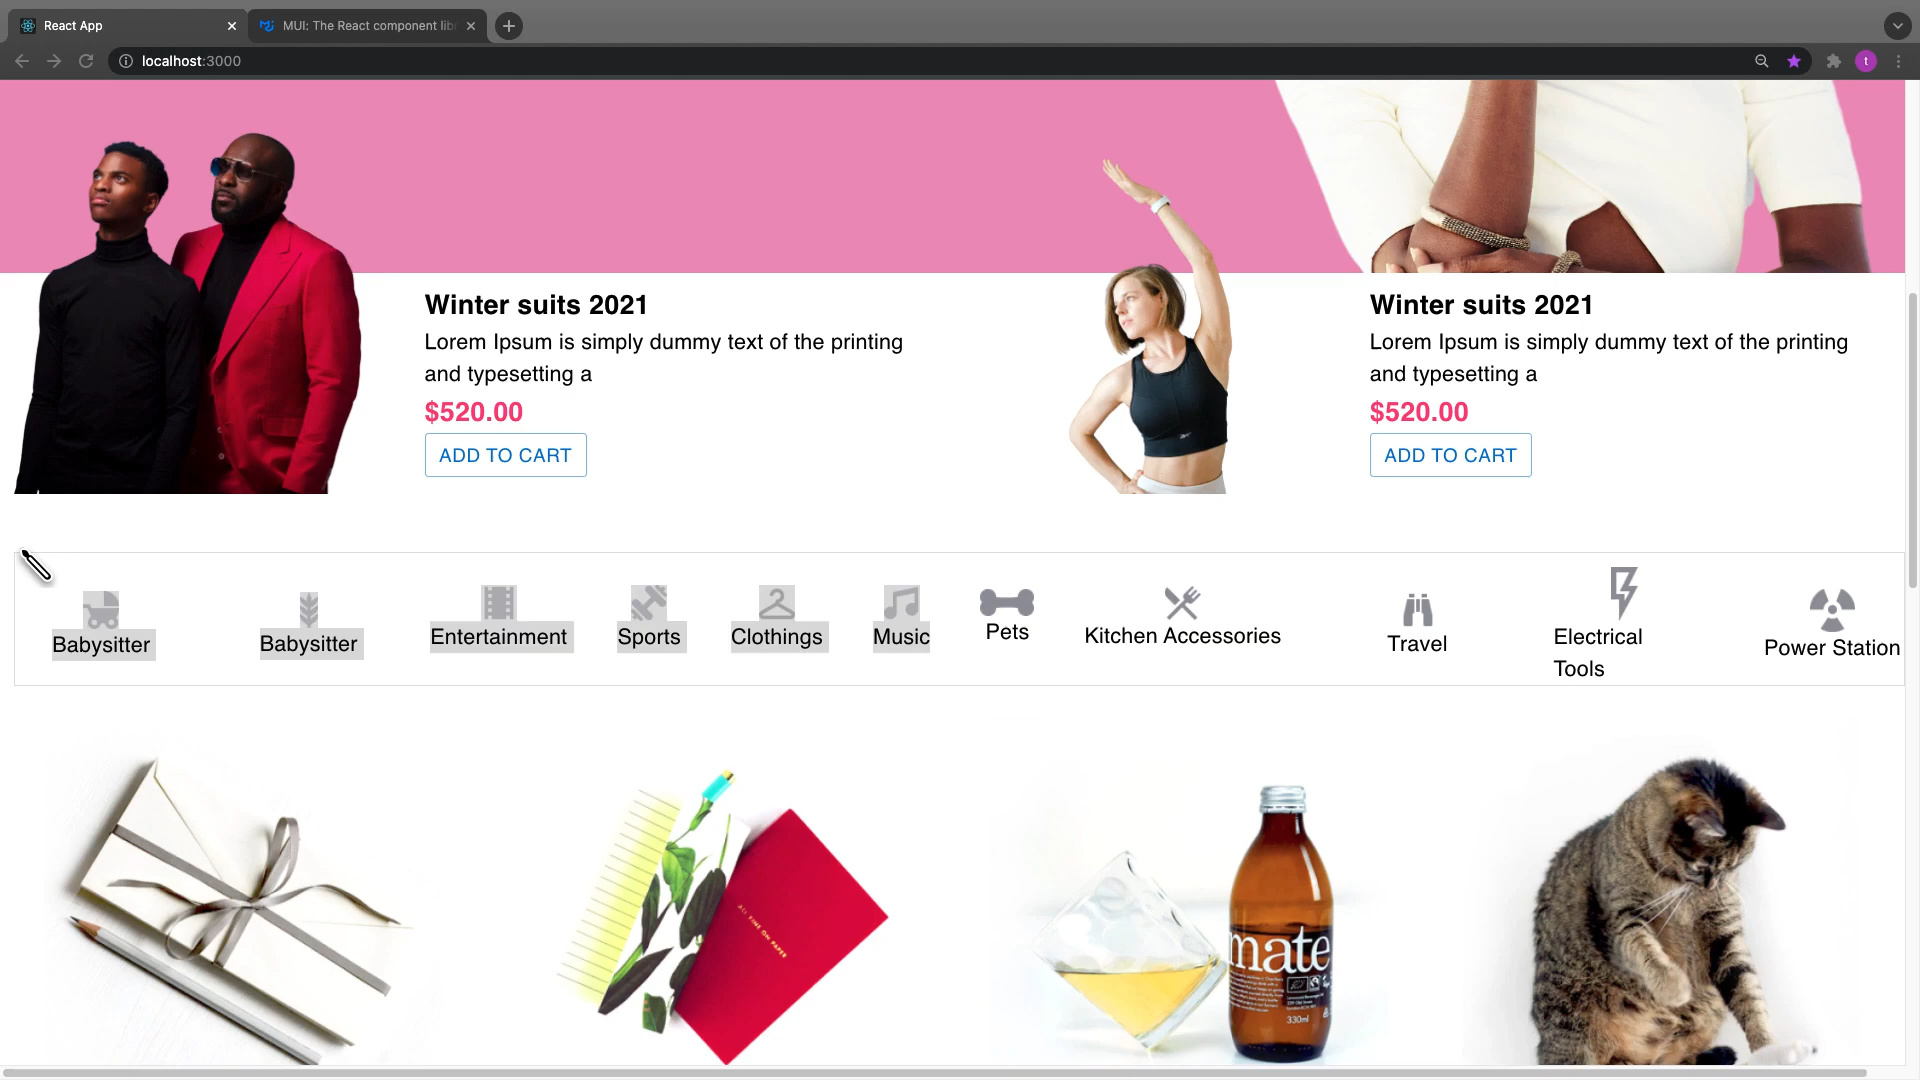 React App
MUI: The React component lib
localhost:3000
t
Winter suits 2021
Lorem Ipsum is simply dummy text of the printing
and typesetting a
$520.00
ADD TO CART
Winter suits 2021
Lorem Ipsum is simply dummy text of the printing
and typesetting a
$520.00
ADD TO CART
Babysitter
Babysitter
Entertainment
Sports
Clothings
Music
Pets
Kitchen Accessories
Travel
Electrical
Tools
Power Station
mate
330ml